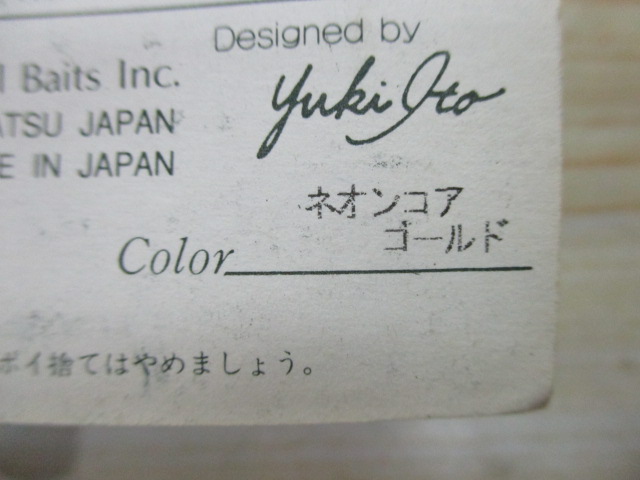 Designed by
Yuki Ito
Baits Inc.
ATSU JAPAN
E IN JAPAN
ネオンコア
ゴールド
Color
ポイ捨てはやめましょう。